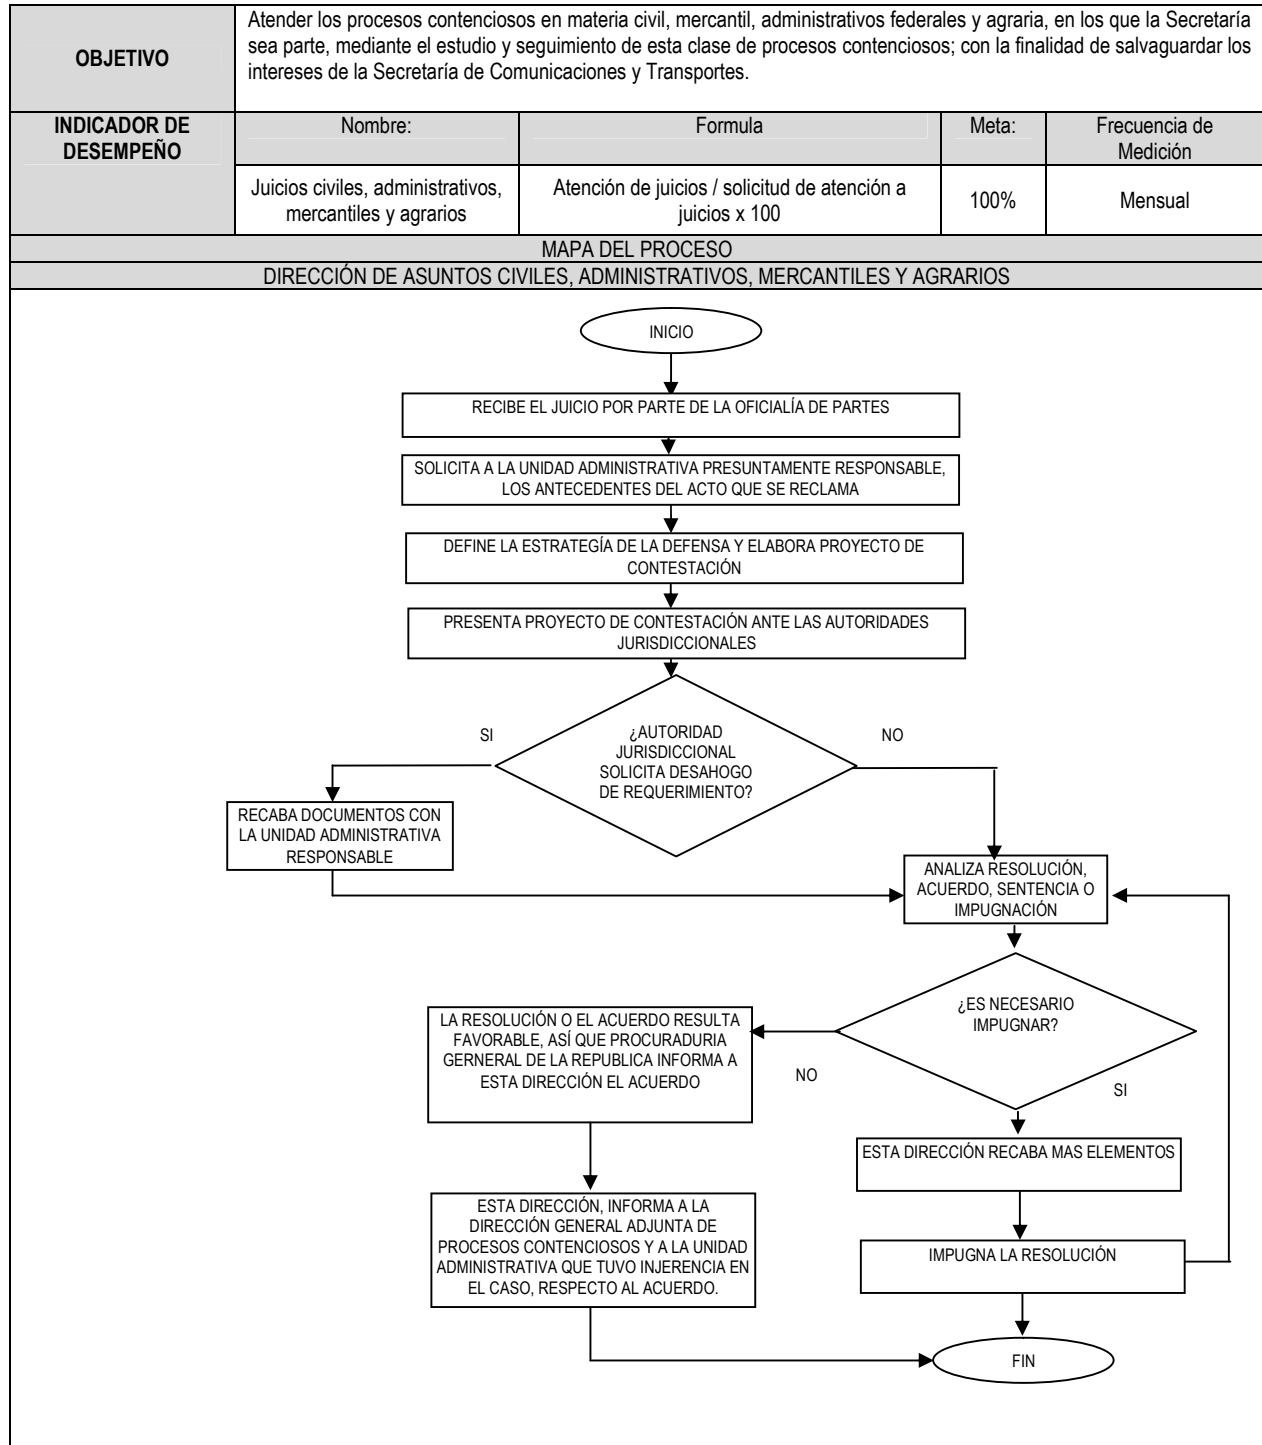 OBJETIVO
Atender los procesos contenciosos en materia civil, mercantil, administrativos federales y agraria, en los que la Secretaría
sea parte, mediante el estudio y seguimiento de esta clase de procesos contenciosos; con la finalidad de salvaguardar los
intereses de la Secretaría de Comunicaciones y Transportes.
INDICADOR DE
DESEMPEÑO
Nombre:
Formula
Meta:
Frecuencia de
Medición
Juicios civiles, administrativos,
mercantiles y agrarios
Atención de juicios / solicitud de atención a
juicios x 100
100%
Mensual
MAPA DEL PROCESO
DIRECCIÓN DE ASUNTOS CIVILES, ADMINISTRATIVOS, MERCANTILES Y AGRARIOS
INICIO
RECIBE EL JUICIO POR PARTE DE LA OFICIALÍA DE PARTES
SOLICITA A LA UNIDAD ADMINISTRATIVA PRESUNTAMENTE RESPONSABLE,
LOS ANTECEDENTES DEL ACTO QUE SE RECLAMA
DEFINE LA ESTRATEGÍA DE LA DEFENSA Y ELABORA PROYECTO DE
CONTESTACIÓN
PRESENTA PROYECTO DE CONTESTACIÓN ANTE LAS AUTORIDADES
JURISDICCIONALES
SI
¿AUTORIDAD
JURISDICCIONAL
SOLICITA DESAHOGO
DE REQUERIMIENTO?
NO
RECABA DOCUMENTOS CON
LA UNIDAD ADMINISTRATIVA
RESPONSABLE
ANALIZA RESOLUCIÓN,
ACUERDO, SENTENCIA O
IMPUGNACIÓN
¿ES NECESARIO
IMPUGNAR?
LA RESOLUCIÓN O EL ACUERDO RESULTA
FAVORABLE, ASÍ QUE PROCURADURIA
GERNERAL DE LA REPUBLICA INFORMA A
ESTA DIRECCIÓN EL ACUERDO
NO
SI
ESTA DIRECCIÓN RECABA MAS ELEMENTOS
ESTA DIRECCIÓN, INFORMA A LA
DIRECCIÓN GENERAL ADJUNTA DE
PROCESOS CONTENCIOSOS Y A LA UNIDAD
ADMINISTRATIVA QUE TUVO INJERENCIA EN
EL CASO, RESPECTO AL ACUERDO.
IMPUGNA LA RESOLUCIÓN
FIN